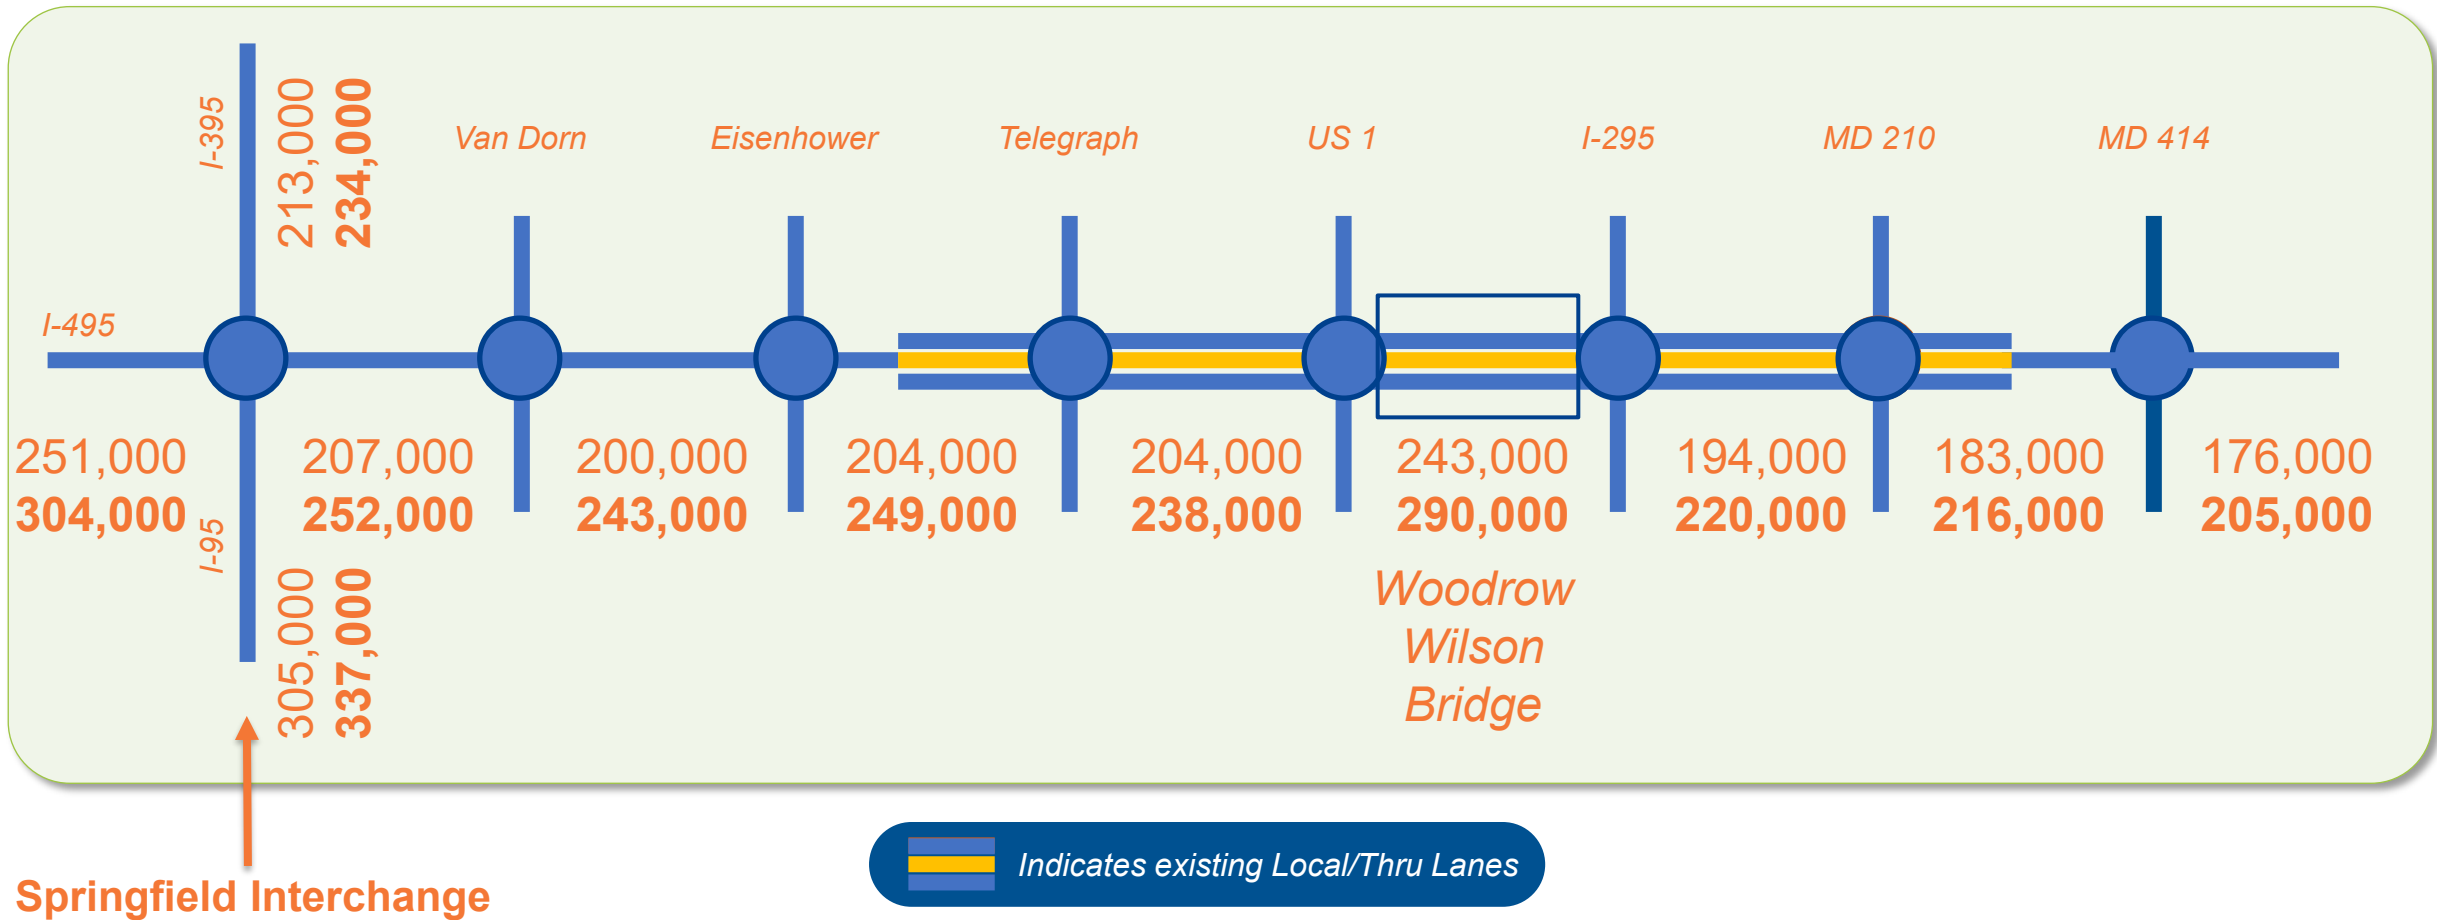 I-395
213,000
234,000
Van Dorn
Eisenhower
Telegraph
US 1
I-295
MD 210
MD 414
I-495
251,000
304,000
207,000
252,000
200,000
243,000
204,000
249,000
204,000
238,000
243,000
290,000
194,000
220,000
183,000
216,000
176,000
205,000
I-95
305,000
337,000
Woodrow
Wilson
Bridge
Springfield Interchange
Indicates existing Local/Thru Lanes